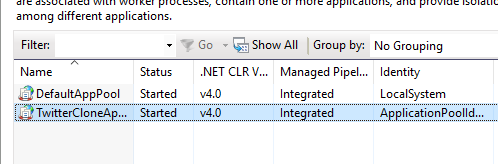 are associated with worker processes, contain one or more applications, and provide isolatio
among different applications.
Filter: Go Show All Group by: No Grouping
Name Status .NET CLR V... Managed Pipel... Identity
DefaultAppPool Started v4.0 Integrated LocalSystem
TwitterCloneAp... Started v4.0 Integrated ApplicationPoolId...